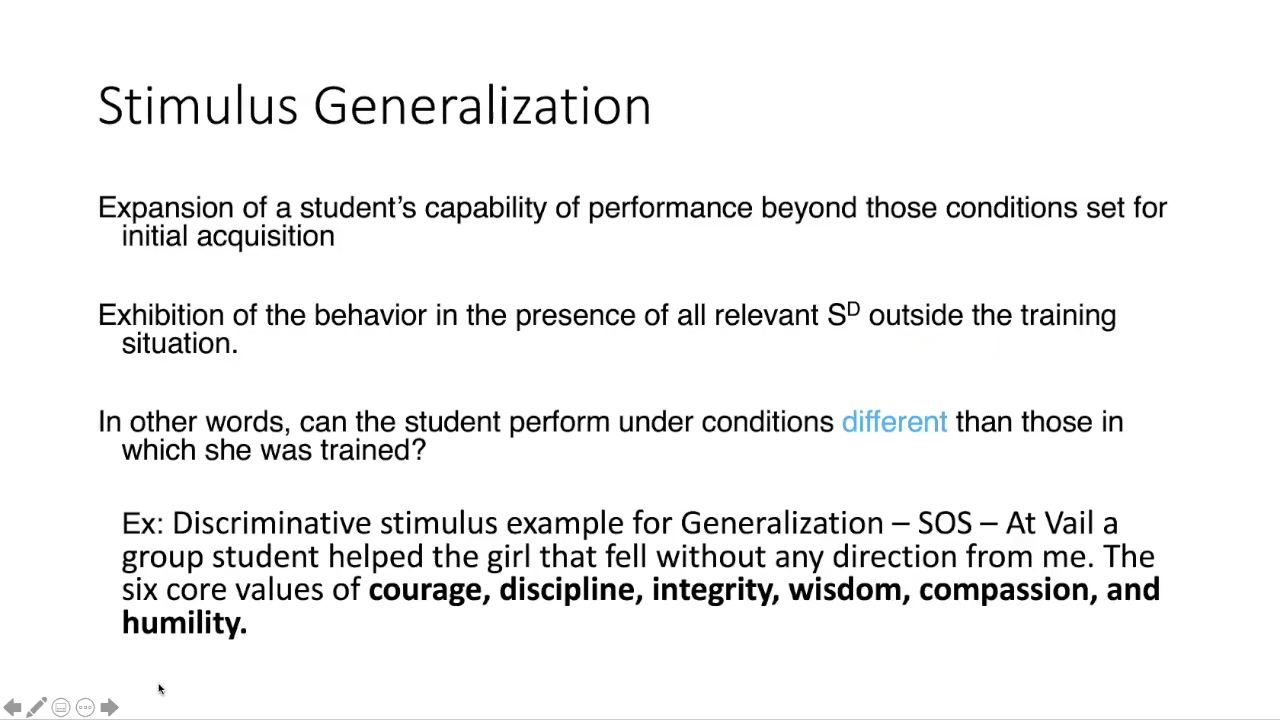 Stimulus Generalization
Expansion of a student’s capability of performance beyond those conditions set for
initial acquisition
Exhibition of the behavior in the presence of all relevant Sᴰ outside the training
situation.
In other words, can the student perform under conditions different than those in
which she was trained?
Ex: Discriminative stimulus example for Generalization – SOS – At Vail a
group student helped the girl that fell without any direction from me. The
six core values of courage, discipline, integrity, wisdom, compassion, and
humility.